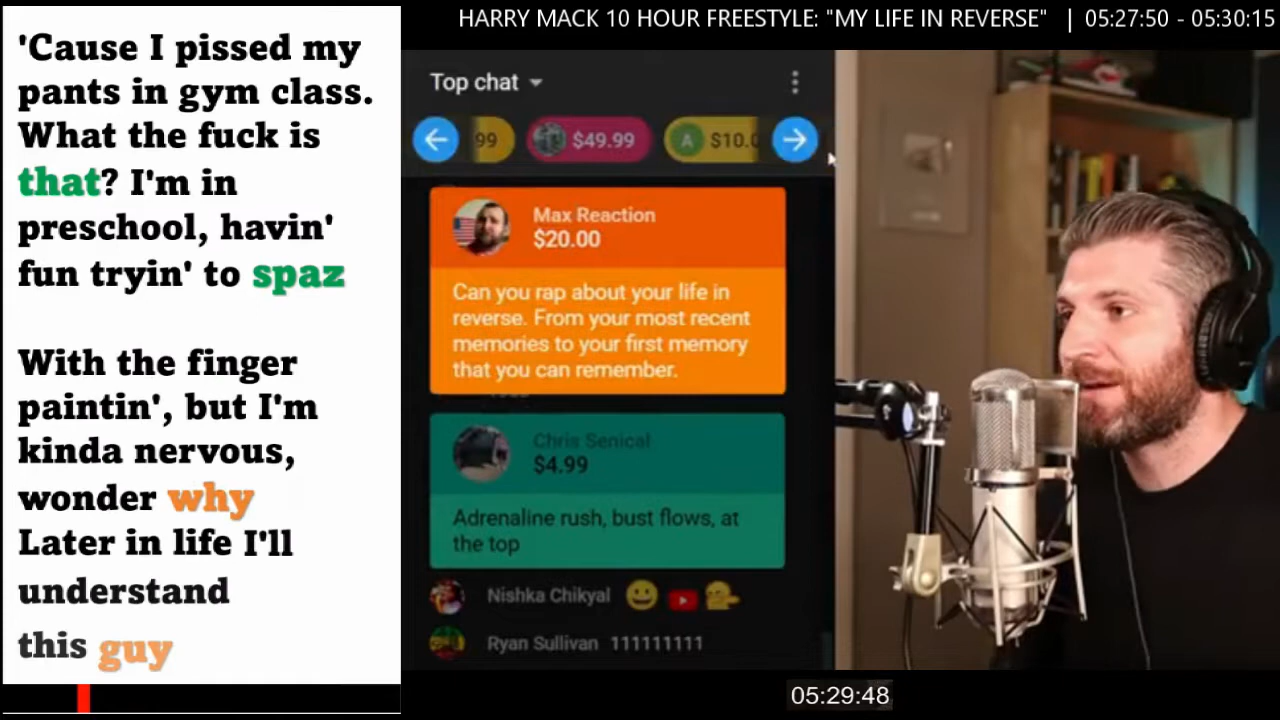 HARRY MACK 10 HOUR FREESTYLE: "MY LIFE IN REVERSE" | 05:27:50 - 05:30:15
'Cause I pissed my
pants in gym class.
What the fuck is
that? I'm in
preschool, havin'
fun tryin' to spaz
With the finger
paintin', but I'm
kinda nervous,
wonder why
Later in life I'll
understand
this guy
Top chat
99
$49.99
A $10.0
Max Reaction
$20.00
Can you rap about your life in
reverse. From your most recent
memories to your first memory
that you can remember.
Chris Senical
$4.99
Adrenaline rush, bust flows, at
the top
Nishka Chikyal
Ryan Sullivan 111111111
05:29:48